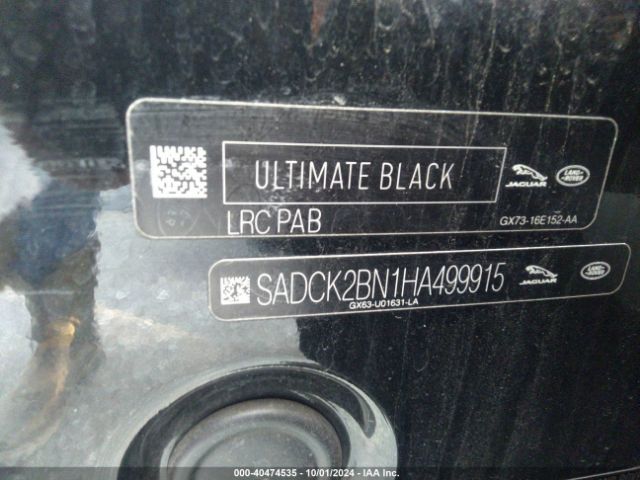 ULTIMATE BLACK
JAGUAR
LAND ROVER
LRC PAB
GX73-16E152-AA
SADCK2BN1HA499915
JAGUAR
LAND ROVER
GX63-U01631-LA
000-40474535 - 10/01/2024 - IAA Inc.